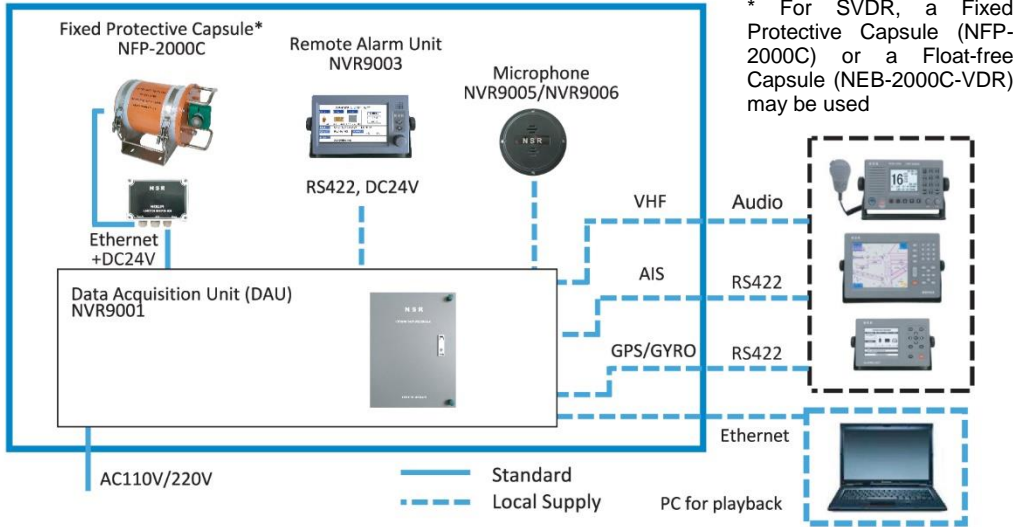 Fixed Protective Capsule*
NFP-2000C
Remote Alarm Unit
NVR9003
Microphone
NVR9005/NVR9006
* For SVDR, a Fixed
Protective Capsule (NFP-
2000C) or a Float-free
Capsule (NEB-2000C-VDR)
may be used
NSR
NSR
RS422, DC24V
Ethernet
+DC24V
VHF
Audio
16
AIS
RS422
Data Acquisition Unit (DAU)
NVR9001
NSR
GPS/GYRO
RS422
Ethernet
AC110V/220V
Standard
Local Supply
PC for playback